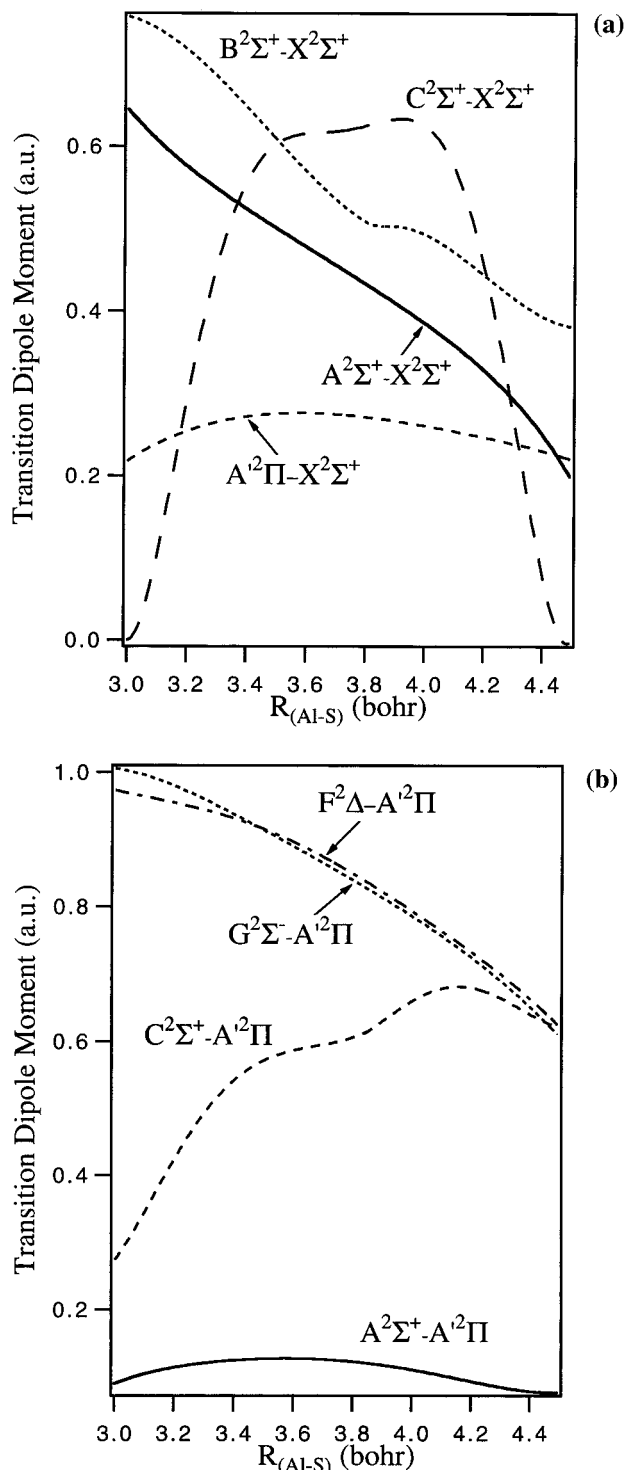 (a)
B²Σ⁺-X²Σ⁺
C²Σ⁺-X²Σ⁺
0.6
0.4
0.2
0.0
Transition Dipole Moment (a.u.)
A²Σ⁺-X²Σ⁺
A'²Π–X²Σ⁺
3.0 3.2 3.4 3.6 3.8 4.0 4.2 4.4
R(Al-S) (bohr)
(b)
1.0
0.8
0.6
0.4
0.2
Transition Dipole Moment (a.u.)
F²Δ–A'²Π
G²Σ⁻-A'²Π
C²Σ⁺-A'²Π
A²Σ⁺-A'²Π
3.0 3.2 3.4 3.6 3.8 4.0 4.2 4.4
R(Al-S) (bohr)